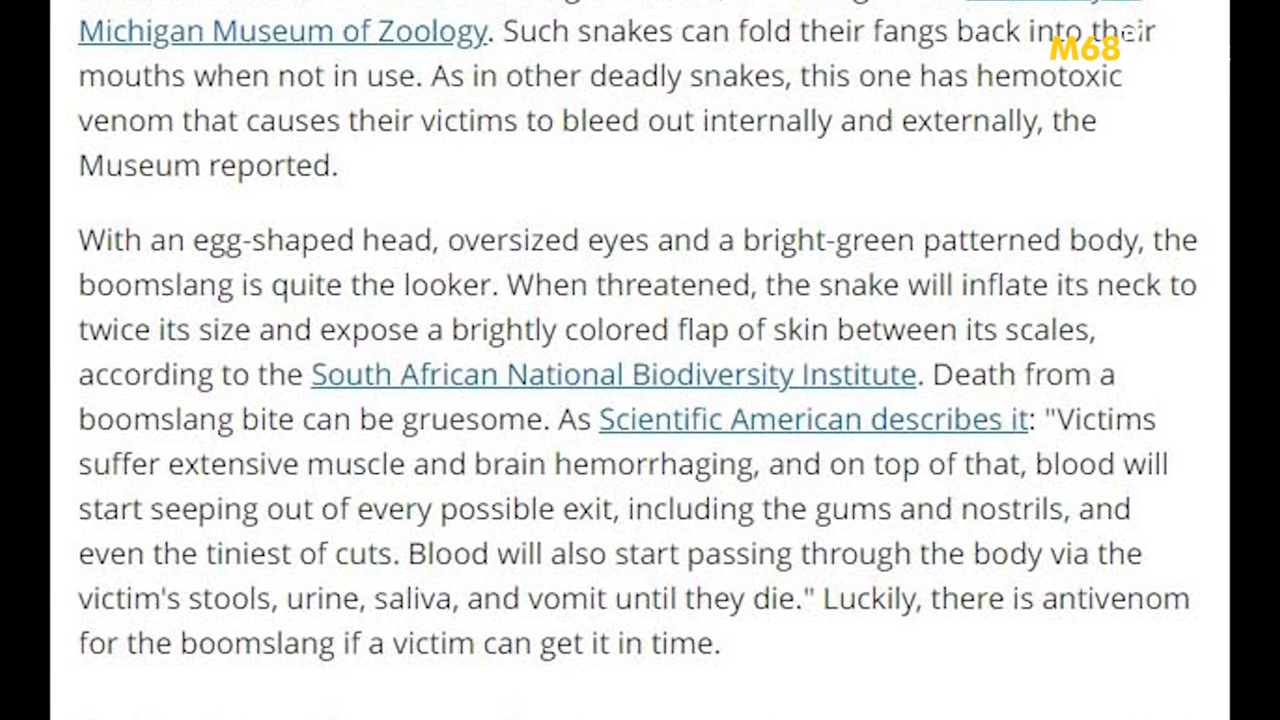 Michigan Museum of Zoology. Such snakes can fold their fangs back into their
M68
mouths when not in use. As in other deadly snakes, this one has hemotoxic
venom that causes their victims to bleed out internally and externally, the
Museum reported.
With an egg-shaped head, oversized eyes and a bright-green patterned body, the
boomslang is quite the looker. When threatened, the snake will inflate its neck to
twice its size and expose a brightly colored flap of skin between its scales,
according to the South African National Biodiversity Institute. Death from a
boomslang bite can be gruesome. As Scientific American describes it: "Victims
suffer extensive muscle and brain hemorrhaging, and on top of that, blood will
start seeping out of every possible exit, including the gums and nostrils, and
even the tiniest of cuts. Blood will also start passing through the body via the
victim's stools, urine, saliva, and vomit until they die." Luckily, there is antivenom
for the boomslang if a victim can get it in time.